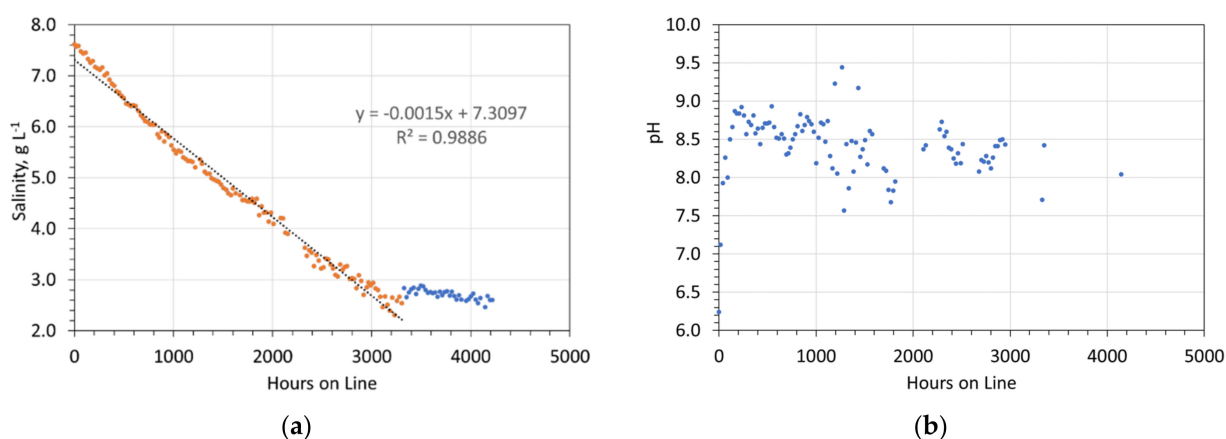 8.0
7.0
6.0
5.0
4.0
3.0
2.0
Salinity, g L-1
y = -0.0015x + 7.3097
R² = 0.9886
0 1000 2000 3000 4000 5000
Hours on Line
(a)
10.0
9.5
9.0
8.5
8.0
7.5
7.0
6.5
6.0
pH
0 1000 2000 3000 4000 5000
Hours on Line
(b)